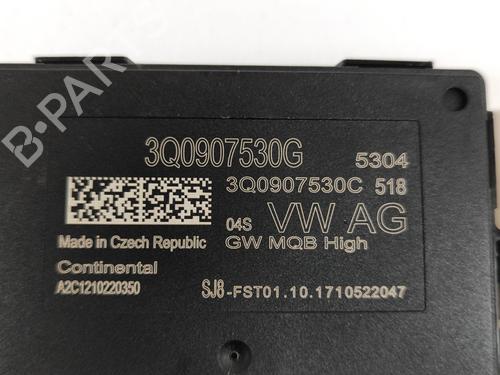 3Q0907530G 5304
3Q0907530C 518
04S VW AG
Made in Czech Republic GW MQB High
Continental
A2C1210220350 SJ8-FST01.10.1710522047
B-PARTS